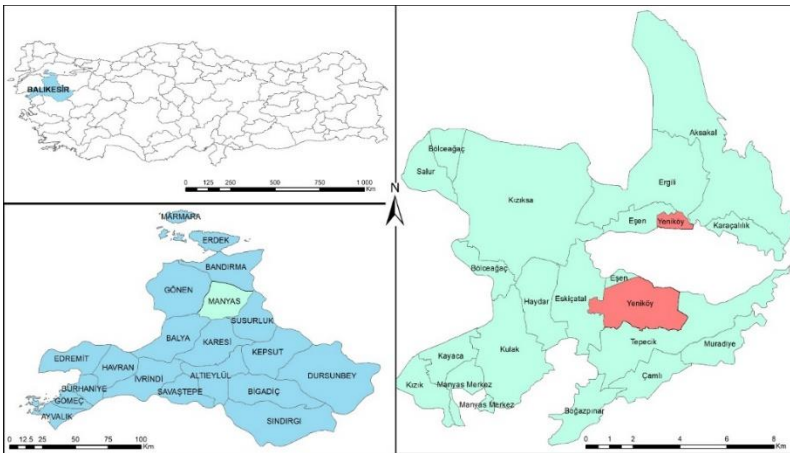 BALIKESİR
0 125 250 500 750 1 000
Km
N
MARMARA
ERDEK
BANDIRMA
GÖNEN
MANYAS
SUSURLUK
BALYA
KARESİ
EDREMİT
HAVRAN
İVRİNDİ
ALTIEYLÜL
KEPSUT
DURSUNBEY
BURHANİYE
SAVAŞTEPE
BİGADİÇ
GÖMEÇ
AYVALIK
SINDIRGI
0 12.5 25 50 75 100
Km
Aksakal
Bölceağaç
Salur
Ergili
Kızıksa
Eşen
Yeniköy
Karaçalılık
Bölceağaç
Haydar
Eskiçatal
Eşen
Yeniköy
Kulak
Tepecik
Muradiye
Kayaca
Kızık
Manyas Merkez
Çamlı
Manyas Merkez
Boğazpınar
0 1 2 4 6 8
Km